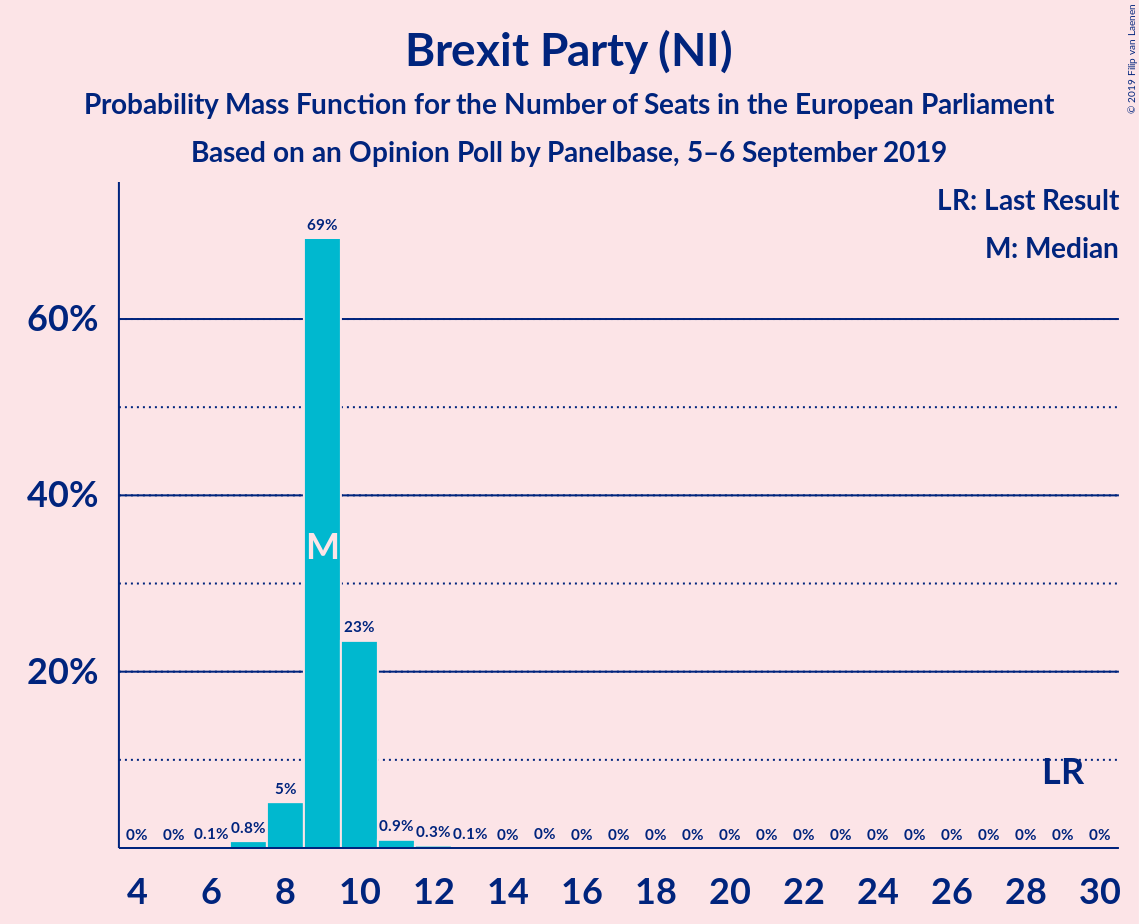 Brexit Party (NI)
Probability Mass Function for the Number of Seats in the European Parliament
Based on an Opinion Poll by Panelbase, 5–6 September 2019
© 2019 Filip van Laenen
LR: Last Result
M: Median
69%
60%
40%
M
23%
20%
LR
5%
0% 0% 0.1% 0.8% 0.9% 0.3% 0.1% 0% 0% 0% 0% 0% 0% 0% 0% 0% 0% 0% 0% 0% 0% 0% 0% 0%
4 6 8 10 12 14 16 18 20 22 24 26 28 30